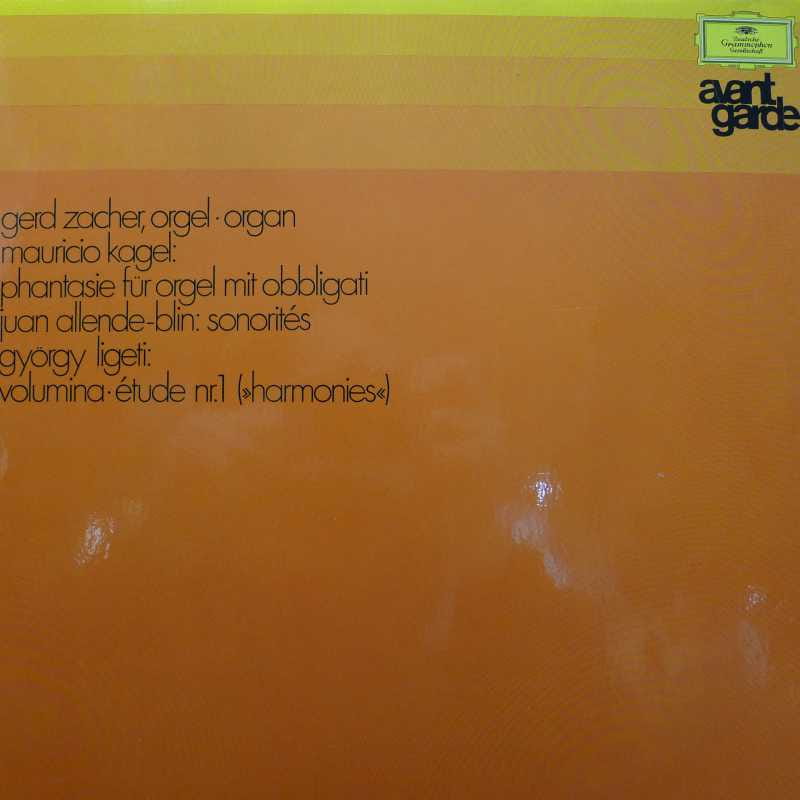 Deutsche
Grammophon
Gesellschaft
avant
garde
gerd zacher, orgel · organ
mauricio kagel:
phantasie für orgel mit obbligati
juan allende-blin: sonorités
györgy ligeti:
volumina · étude nr.1 (»harmonies«)